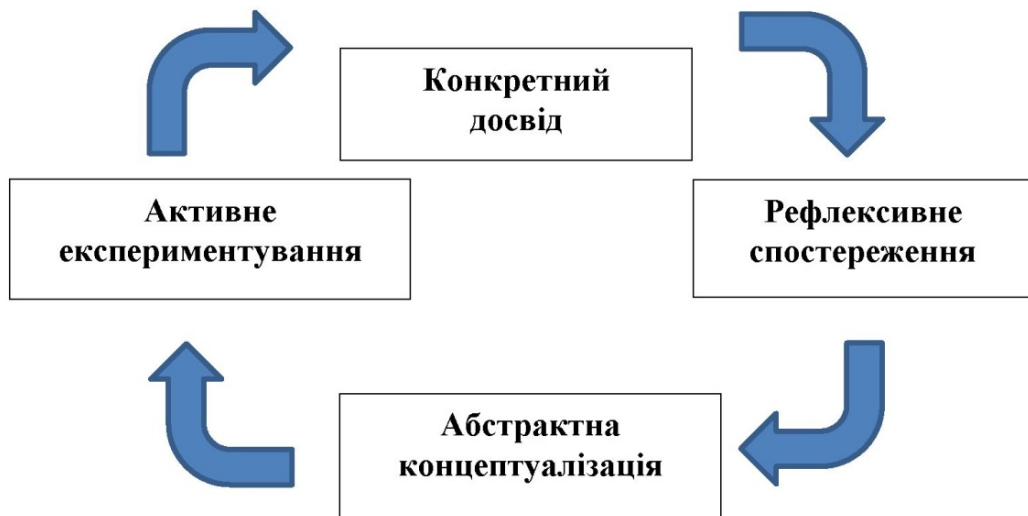 Конкретний
досвід
Активне
експериментування
Рефлексивне
спостереження
Абстрактна
концептуалізація